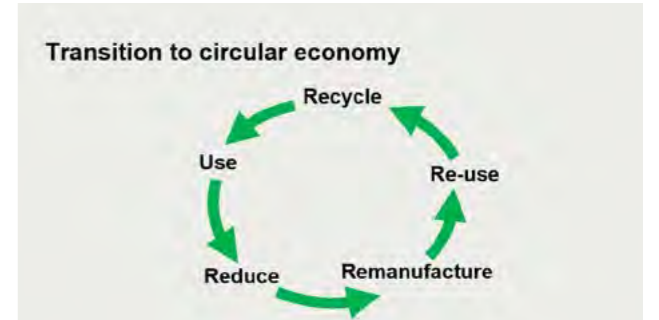 Transition to circular economy
Recycle
Use
Re-use
Reduce
Remanufacture